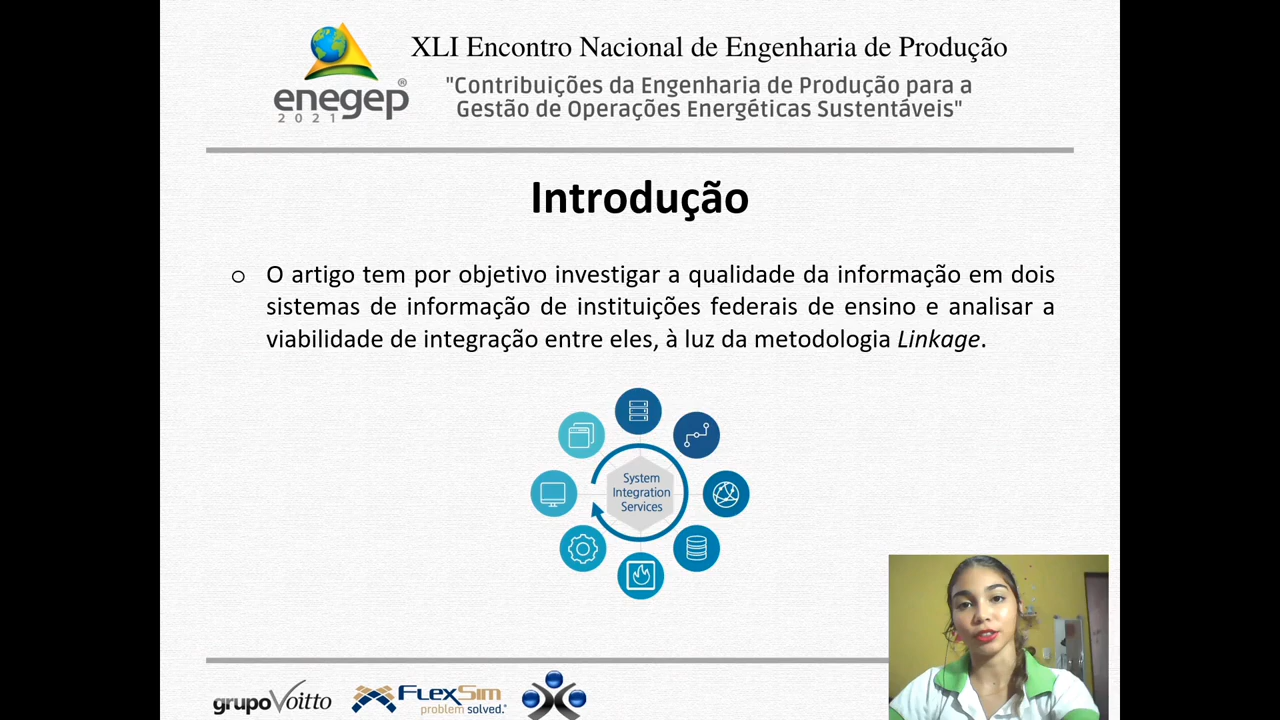 XLI Encontro Nacional de Engenharia de Produção
"Contribuições da Engenharia de Produção para a
Gestão de Operações Energéticas Sustentáveis"
enegep®
2021
Introdução
O artigo tem por objetivo investigar a qualidade da informação em dois
sistemas de informação de instituições federais de ensino e analisar a
viabilidade de integração entre eles, à luz da metodologia Linkage.
System
Integration
Services
grupoVoitto
FlexSim
problem solved.®